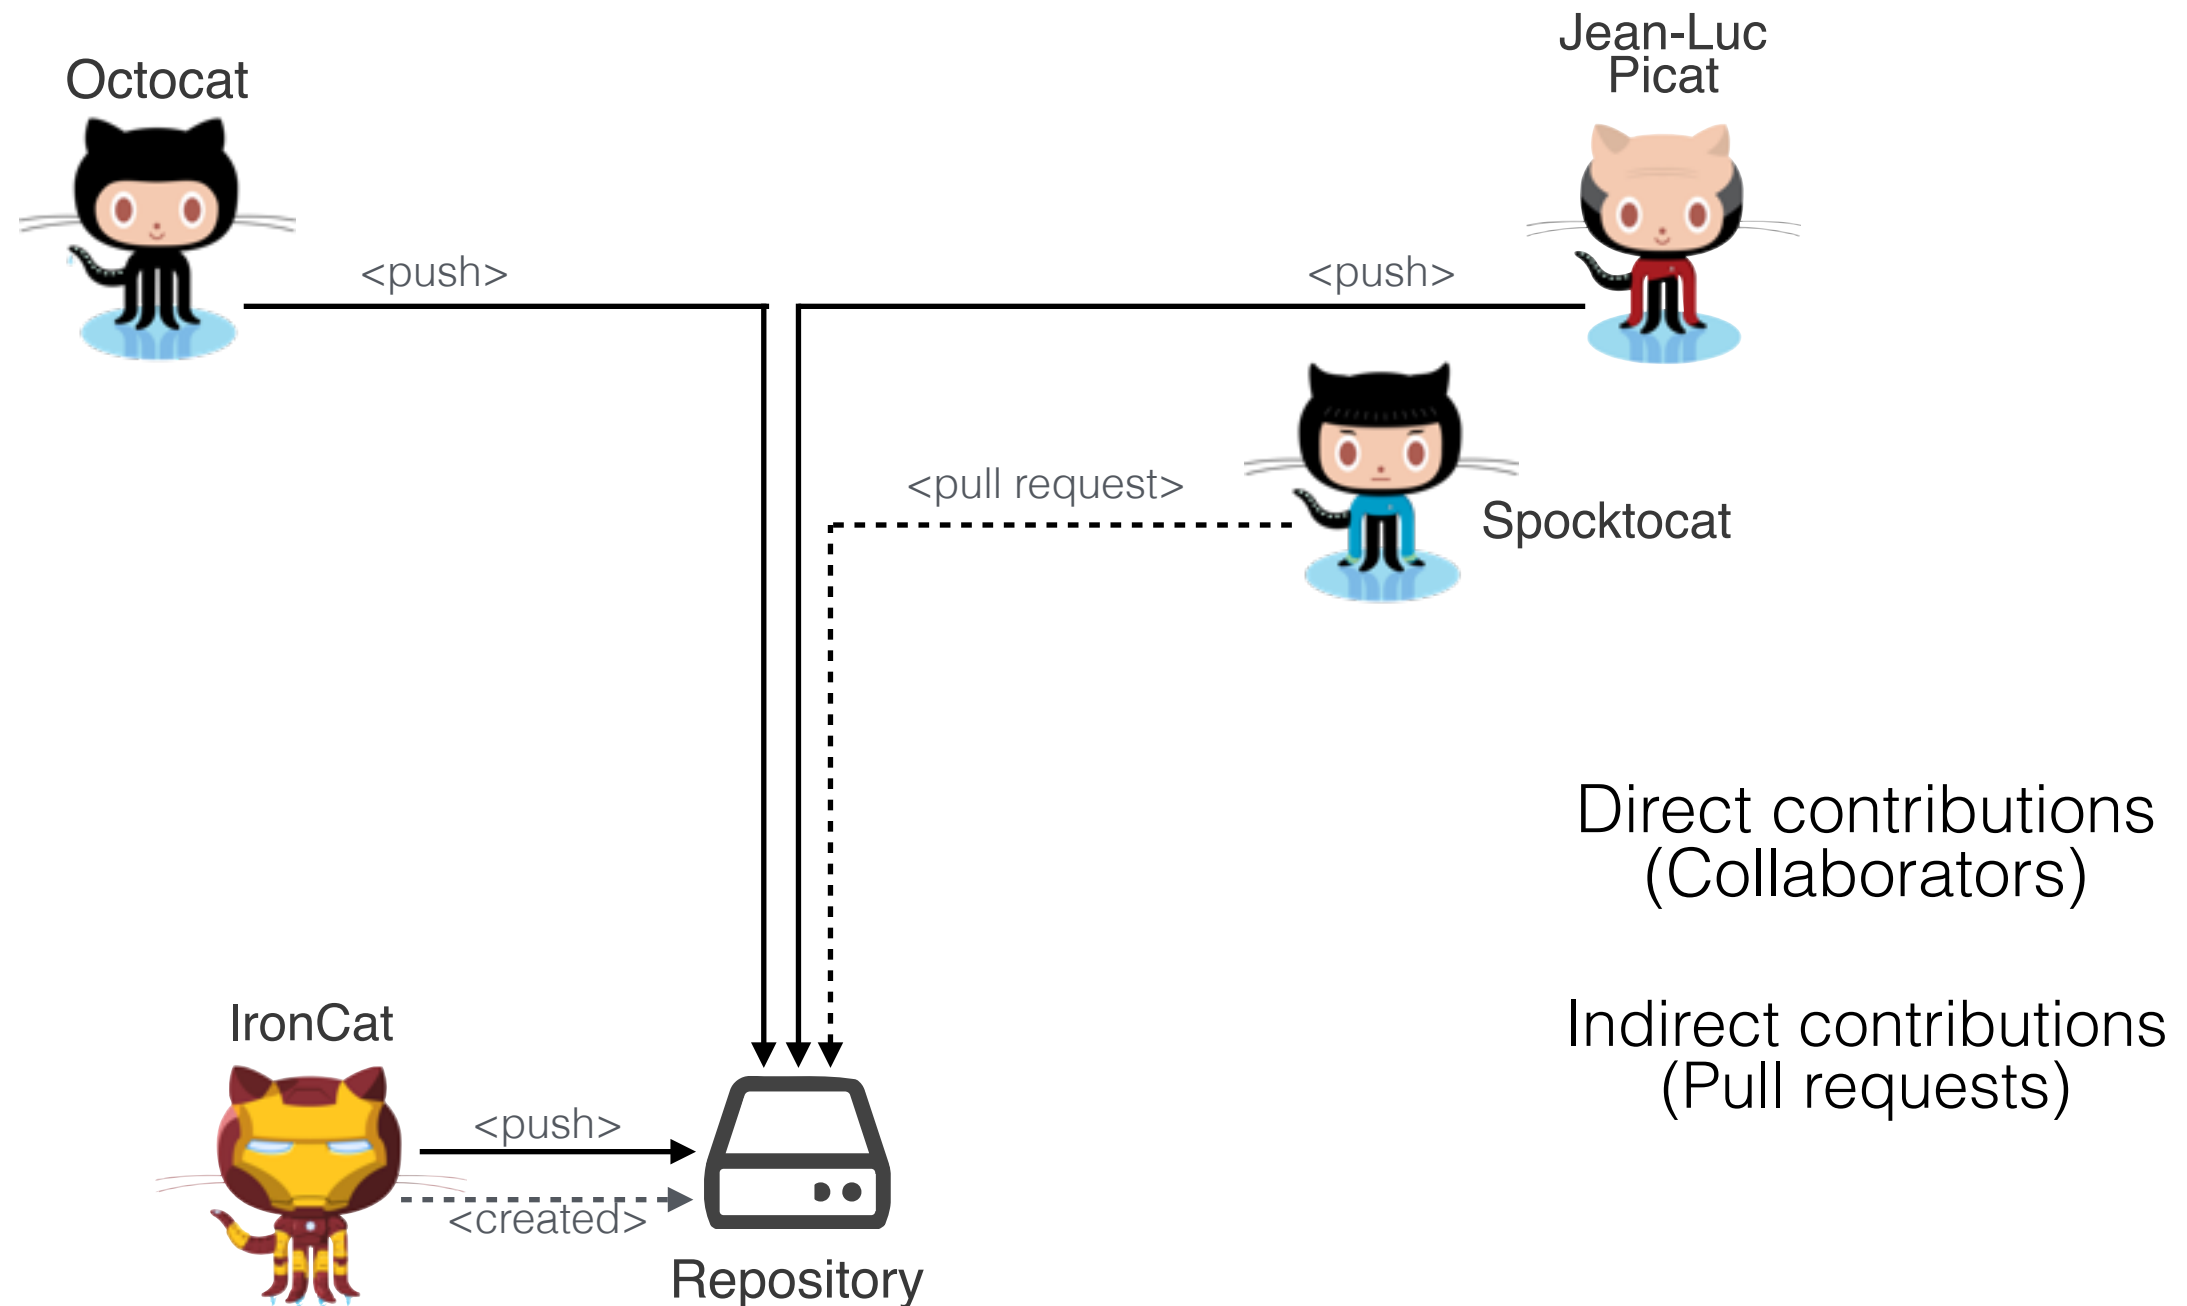 Octocat
Jean-Luc
Picat
<push>
<push>
<pull request>
Spocktocat
Direct contributions
(Collaborators)
Indirect contributions
(Pull requests)
IronCat
<push>
<created>
Repository